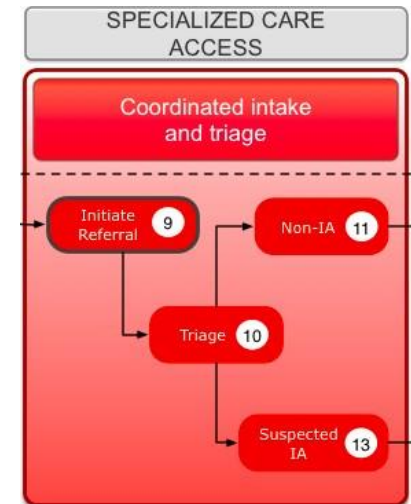 SPECIALIZED CARE
ACCESS
Coordinated intake
and triage
Initiate
Referral
9
Non-IA
11
Triage
10
Suspected
IA
13